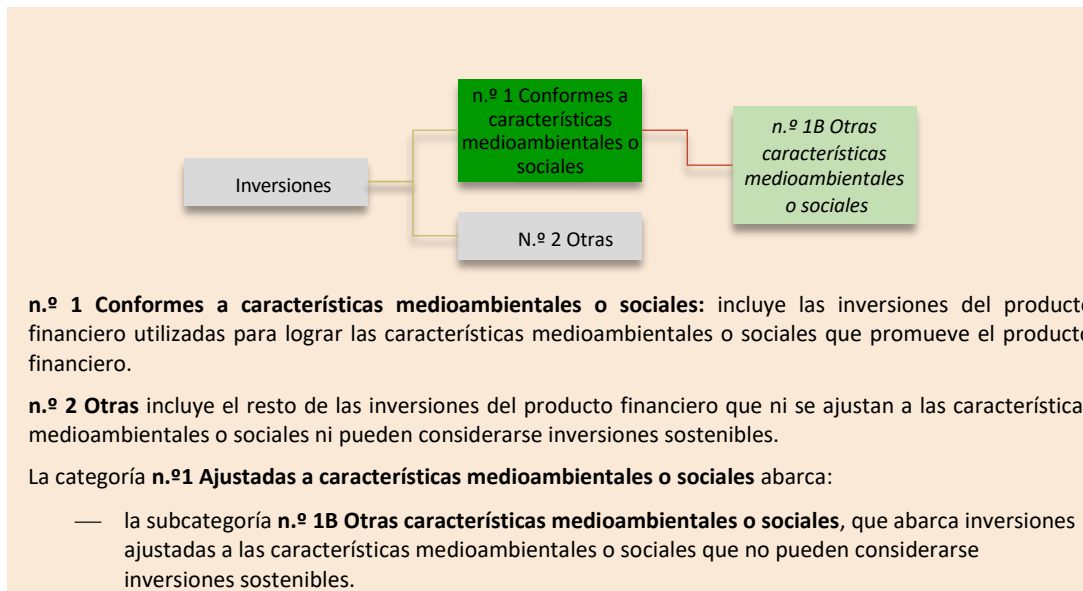 n.º 1 Conformes a
características
medioambientales o
sociales
n.º 1B Otras
características
medioambientales
o sociales
Inversiones
N.º 2 Otras
n.º 1 Conformes a características medioambientales o sociales: incluye las inversiones del producto
financiero utilizadas para lograr las características medioambientales o sociales que promueve el producto
financiero.
n.º 2 Otras incluye el resto de las inversiones del producto financiero que ni se ajustan a las característica
medioambientales o sociales ni pueden considerarse inversiones sostenibles.
La categoría n.º1 Ajustadas a características medioambientales o sociales abarca:
— la subcategoría n.º 1B Otras características medioambientales o sociales, que abarca inversiones
ajustadas a las características medioambientales o sociales que no pueden considerarse
inversiones sostenibles.